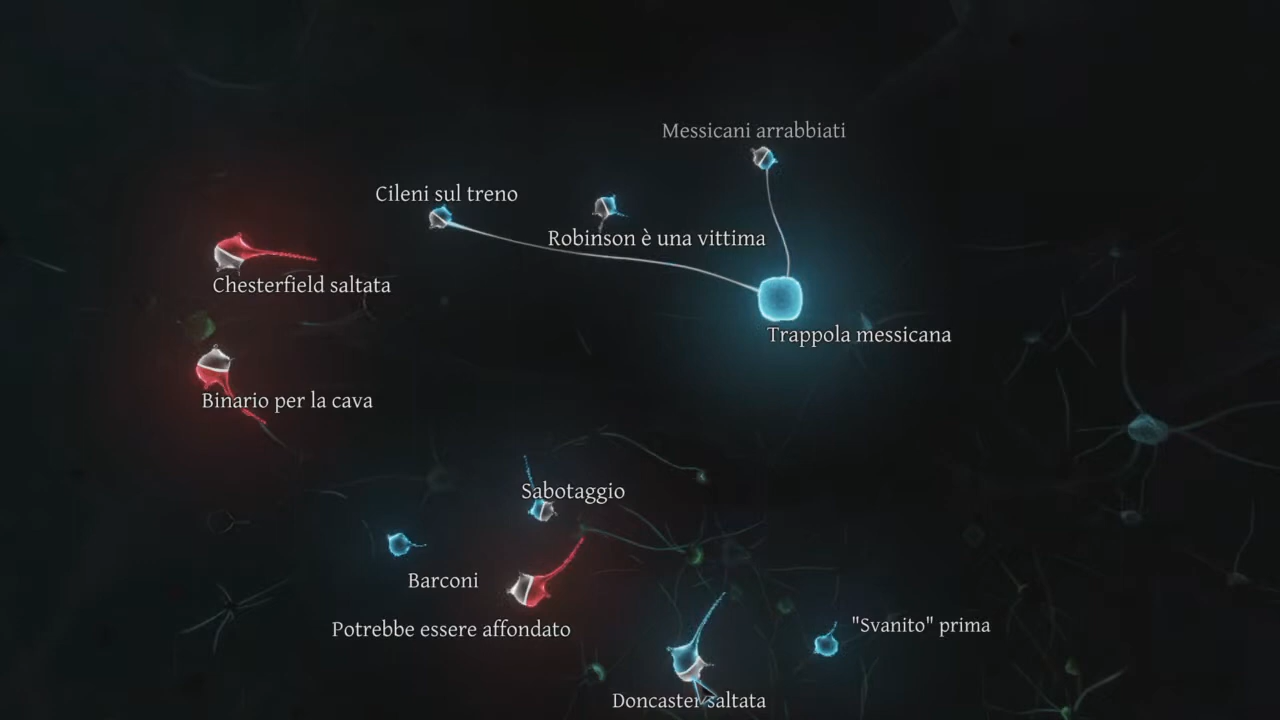 Messicani arrabbiati
Cileni sul treno
Robinson è una vittima
Chesterfield saltata
Trappola messicana
Binario per la cava
Sabotaggio
Barconi
Potrebbe essere affondato
"Svanito" prima
Doncaster saltata